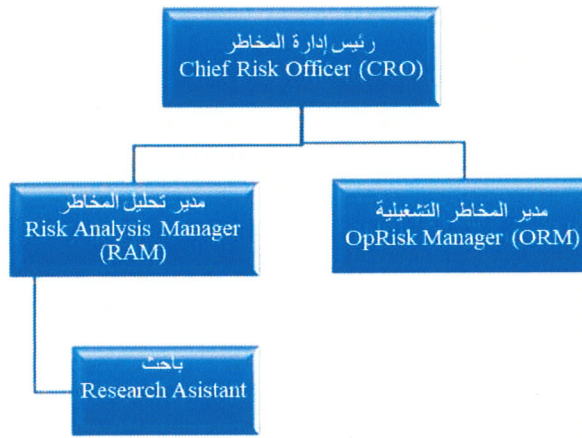 رئيس إدارة المخاطر
Chief Risk Officer (CRO)
مدير تحليل المخاطر
Risk Analysis Manager
(RAM)
مدير المخاطر التشغيلية
OpRisk Manager (ORM)
باحث
Research Asistant